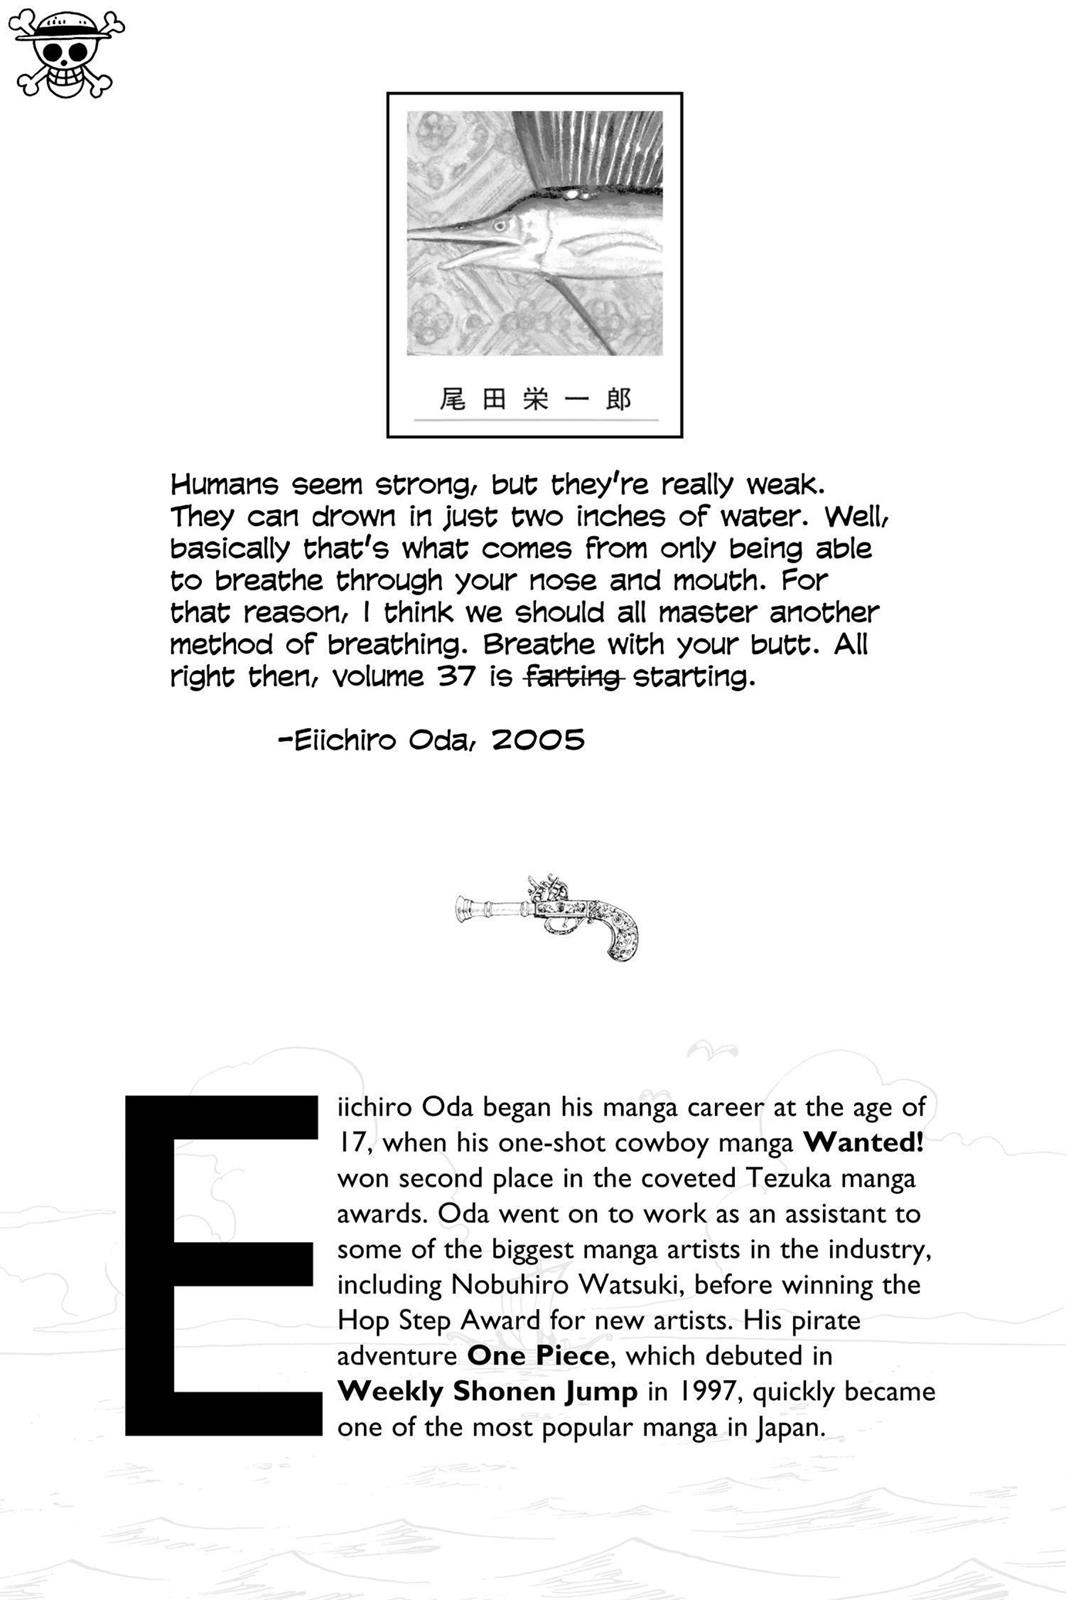 尾田栄一郎
Humans seem strong, but they're really weak.
They can drown in just two inches of water. Well,
basically that's what comes from only being able
to breathe through your nose and mouth. For
that reason, I think we should all master another
method of breathing. Breathe with your butt. All
right then, volume 37 is farting starting.
-Eiichiro Oda, 2005
Eiichiro Oda began his manga career at the age of
17, when his one-shot cowboy manga Wanted!
won second place in the coveted Tezuka manga
awards. Oda went on to work as an assistant to
some of the biggest manga artists in the industry,
including Nobuhiro Watsuki, before winning the
Hop Step Award for new artists. His pirate
adventure One Piece, which debuted in
Weekly Shonen Jump in 1997, quickly became
one of the most popular manga in Japan.